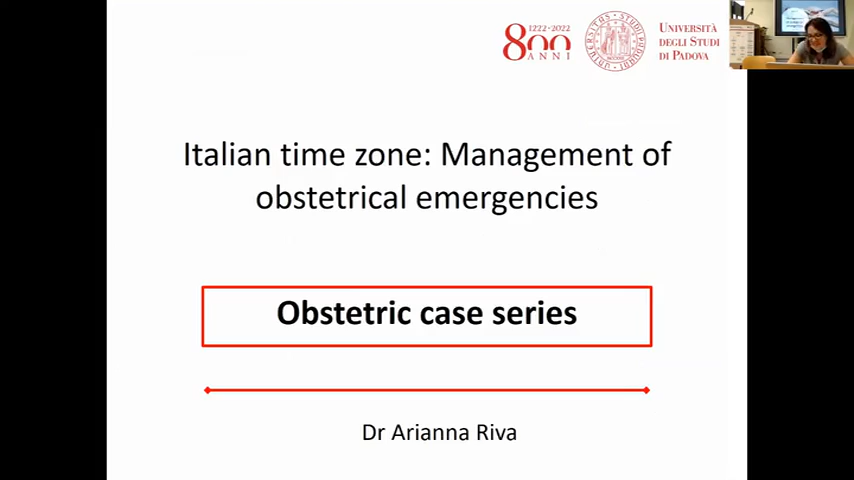 1222·2022
800
ANNI
UNIVERSITÀ
DEGLI STUDI
DI PADOVA
Italian time zone: Management of
obstetrical emergencies
Obstetric case series
Dr Arianna Riva